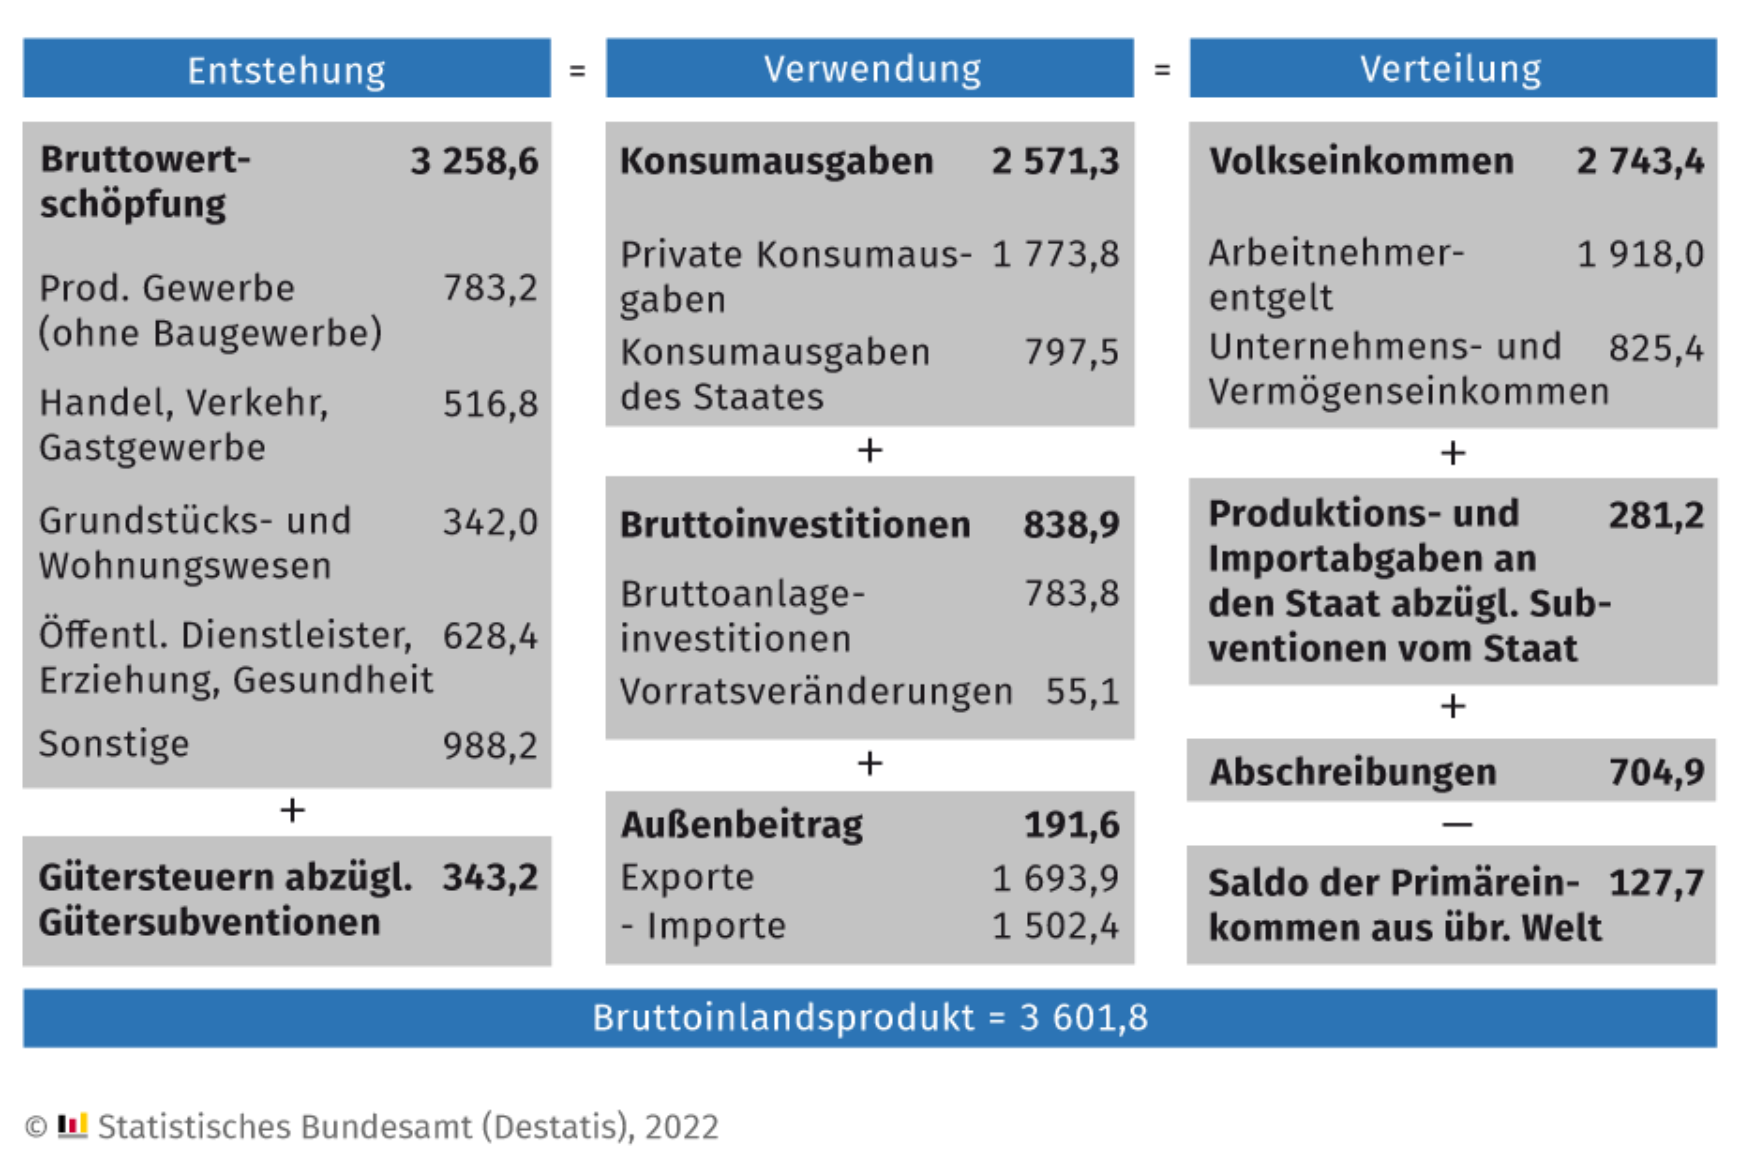 Entstehung = Verwendung = Verteilung
Bruttowert- 3 258,6
schöpfung
Prod. Gewerbe 783,2
(ohne Baugewerbe)
Handel, Verkehr, 516,8
Gastgewerbe
Grundstücks- und 342,0
Wohnungswesen
Öffentl. Dienstleister, 628,4
Erziehung, Gesundheit
Sonstige 988,2
+
Gütersteuern abzügl. 343,2
Gütersubventionen
Konsumausgaben 2 571,3
Private Konsumaus- 1 773,8
gaben
Konsumausgaben 797,5
des Staates
+
Bruttoinvestitionen 838,9
Bruttoanlage- 783,8
investitionen
Vorratsveränderungen 55,1
+
Außenbeitrag 191,6
Exporte 1 693,9
- Importe 1 502,4
Volkseinkommen 2 743,4
Arbeitnehmer- 1 918,0
entgelt
Unternehmens- und 825,4
Vermögenseinkommen
+
Produktions- und 281,2
Importabgaben an
den Staat abzügl. Sub-
ventionen vom Staat
+
Abschreibungen 704,9
–
Saldo der Primärein- 127,7
kommen aus übr. Welt
Bruttoinlandsprodukt = 3 601,8
© Statistisches Bundesamt (Destatis), 2022